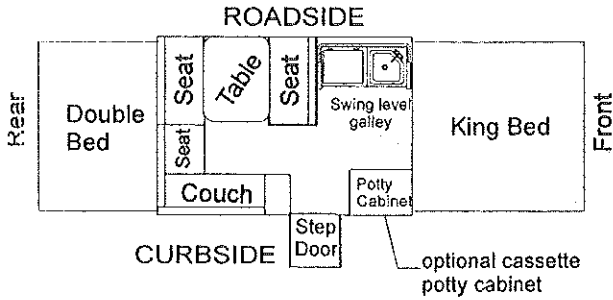 ROADSIDE
Rear
Double
Bed
Seat
Table
Seat
Seat
Couch
Swing level
galley
King Bed
Front
Potty
Cabinet
Step
Door
CURBSIDE
optional cassette
potty cabinet